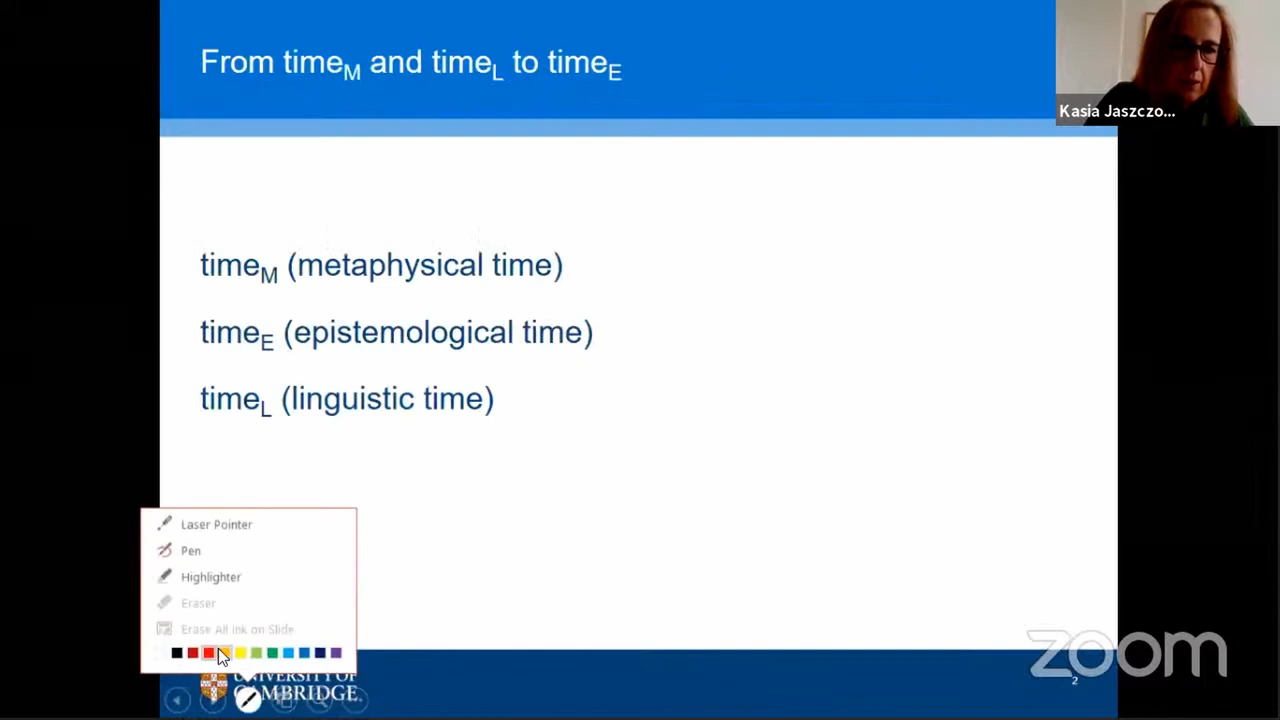 From timeM and timeL to timeE
Kasia Jaszczo...
timeM (metaphysical time)
timeE (epistemological time)
timeL (linguistic time)
Laser Pointer
Pen
Highlighter
Eraser
Erase All Ink on Slide
UNIVERSITY OF
CAMBRIDGE
zoom
2